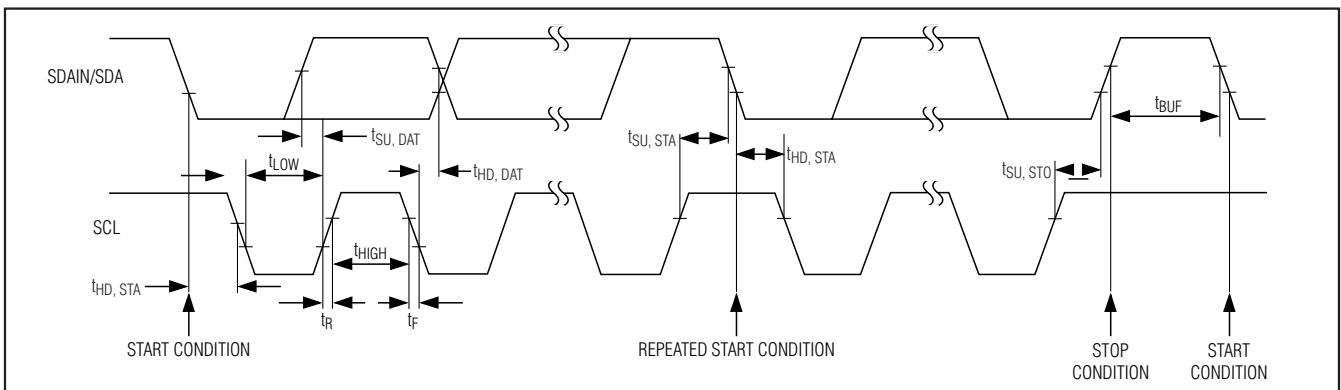 SDAIN/SDA
tSU, DAT
tLOW
tHD, DAT
tSU, STA
tHD, STA
tBUF
tSU, STO
SCL
tHIGH
tHD, STA
tR
tF
START CONDITION
REPEATED START CONDITION
STOP
CONDITION
START
CONDITION